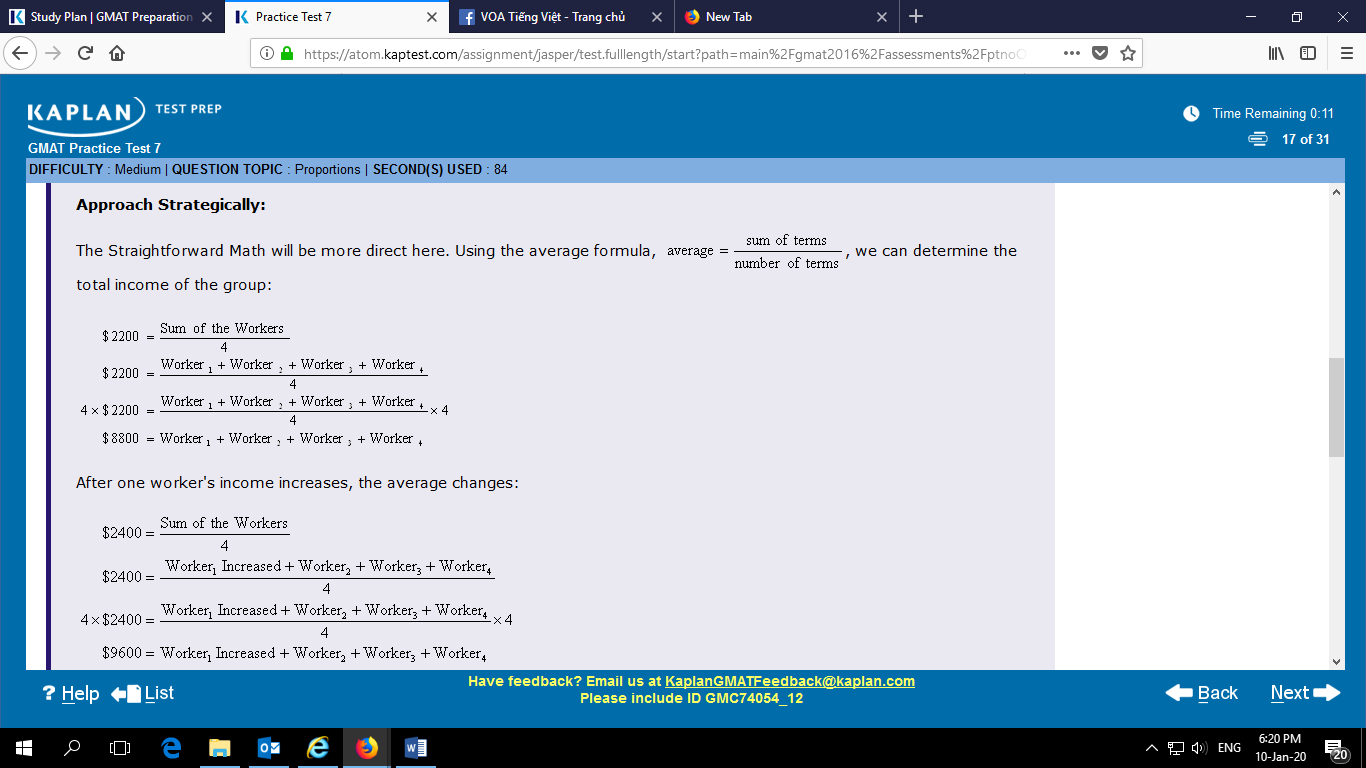 Study Plan | GMAT Preparation
Practice Test 7
VOA Tiếng Việt - Trang chủ
New Tab
https://atom.kaptest.com/assignment/jasper/test.fulllength/start?path=main%2Fgmat2016%2Fassessments%2FptnoC
KAPLAN TEST PREP
Time Remaining 0:11
GMAT Practice Test 7
17 of 31
DIFFICULTY : Medium | QUESTION TOPIC : Proportions | SECOND(S) USED : 84
Approach Strategically:
The Straightforward Math will be more direct here. Using the average formula, average = sum of terms / number of terms, we can determine the
total income of the group:
$2200 = Sum of the Workers / 4
$2200 = Worker 1 + Worker 2 + Worker 3 + Worker 4 / 4
4 × $2200 = Worker 1 + Worker 2 + Worker 3 + Worker 4 / 4 × 4
$8800 = Worker 1 + Worker 2 + Worker 3 + Worker 4
After one worker's income increases, the average changes:
$2400 = Sum of the Workers / 4
$2400 = Worker1 Increased + Worker2 + Worker3 + Worker4 / 4
4×$2400 = Worker1 Increased + Worker2 + Worker3 + Worker4 / 4 ×4
$9600 = Worker1 Increased + Worker2 + Worker3 + Worker4
? Help List
Have feedback? Email us at KaplanGMATFeedback@kaplan.com
Please include ID GMC74054_12
Back Next
ENG
6:20 PM
10-Jan-20
20